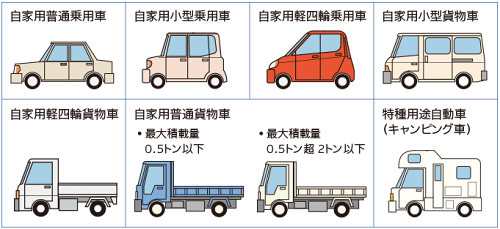 自家用普通乗用車
自家用小型乗用車
自家用軽四輪乗用車
自家用小型貨物車
自家用軽四輪貨物車
自家用普通貨物車
• 最大積載量
0.5トン以下
• 最大積載量
0.5トン超 2トン以下
特種用途自動車
(キャンピング車)